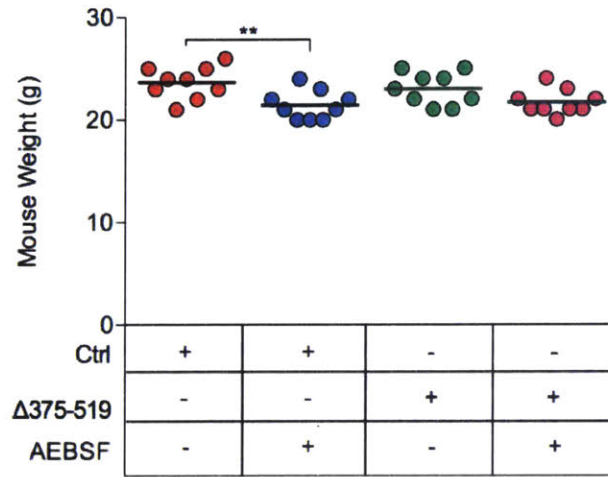 30
**
20
10
0
Mouse Weight (g)
Ctrl + + - -
Δ375-519 - - + +
AEBSF - + - +